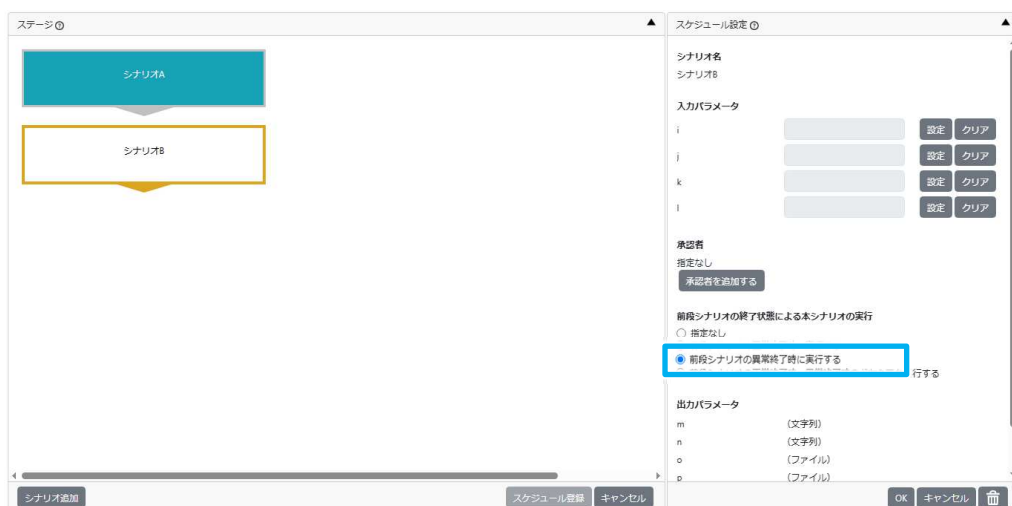 ステージ
シナリオA
シナリオB
シナリオ追加
スケジュール登録 キャンセル
スケジュール設定
シナリオ名
シナリオB
入力パラメータ
i 設定 クリア
j 設定 クリア
k 設定 クリア
l 設定 クリア
承認者
指定なし
承認者を追加する
前段シナリオの終了状態による本シナリオの実行
指定なし
前段シナリオの異常終了時に実行する
行する
出力パラメータ
m (文字列)
n (文字列)
o (ファイル)
p (ファイル)
OK キャンセル